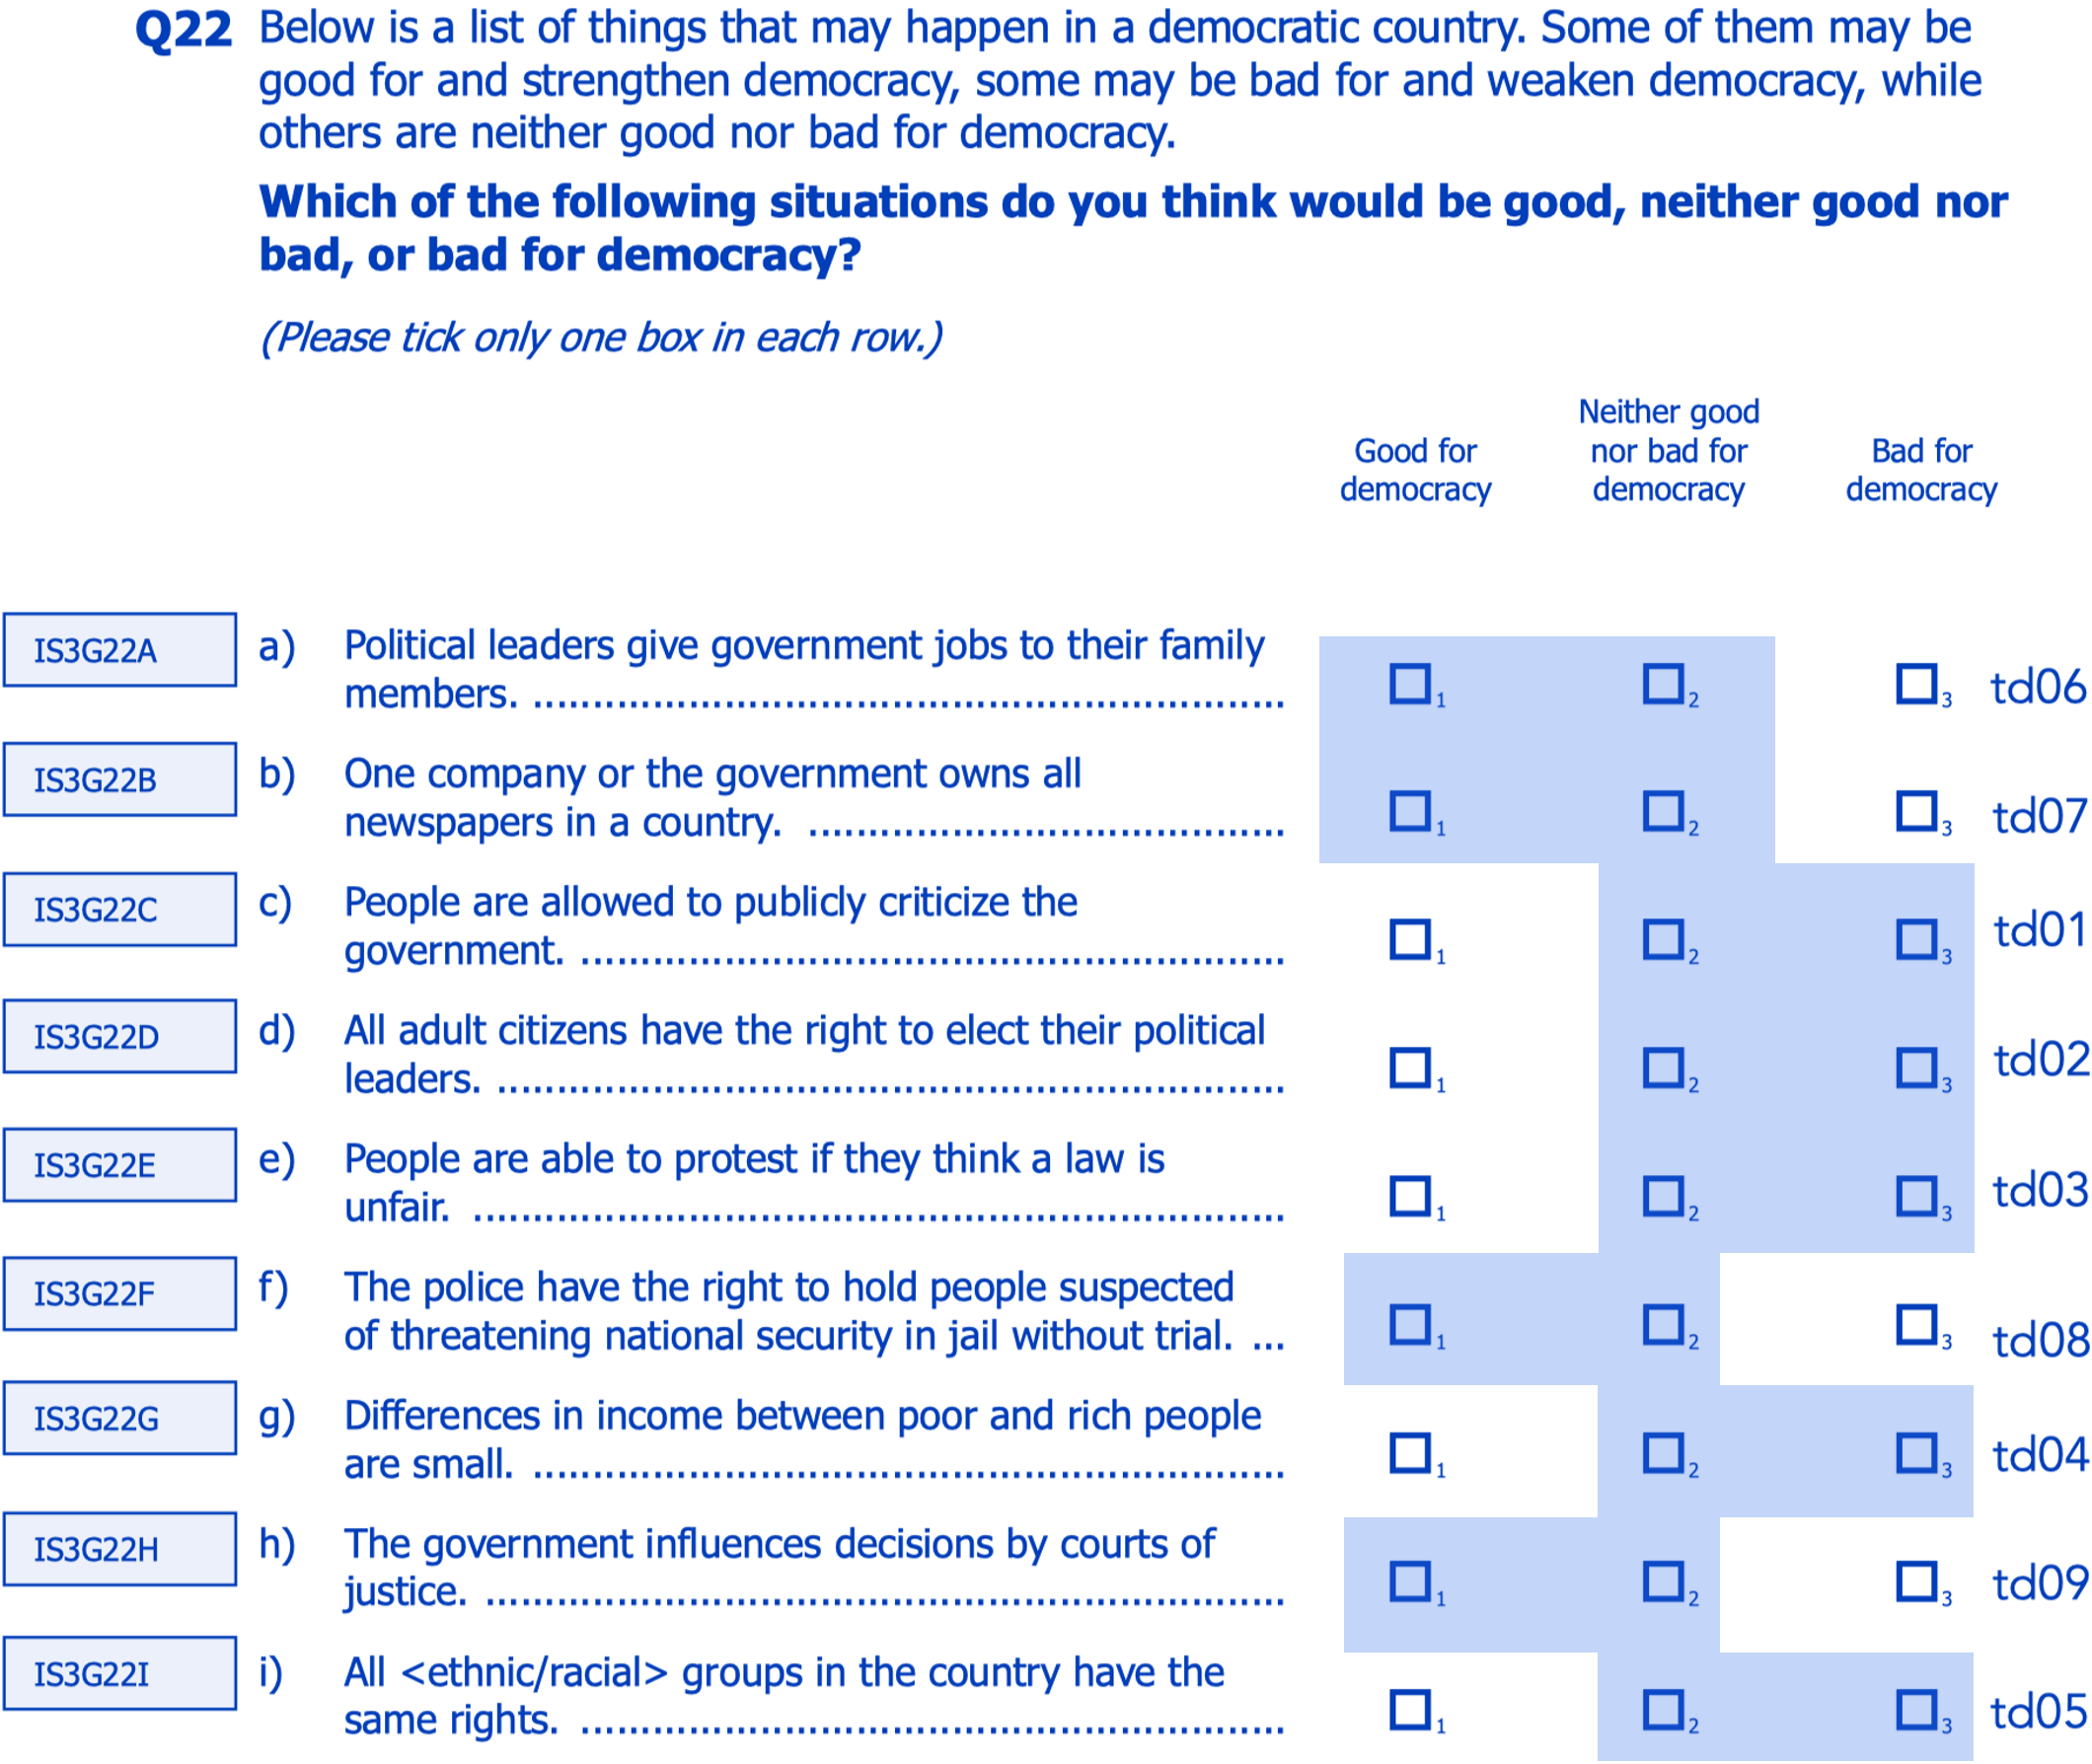 Q22 Below is a list of things that may happen in a democratic country. Some of them may be
good for and strengthen democracy, some may be bad for and weaken democracy, while
others are neither good nor bad for democracy.
Which of the following situations do you think would be good, neither good nor
bad, or bad for democracy?
(Please tick only one box in each row.)
Good for
democracy
Neither good
nor bad for
democracy
Bad for
democracy
IS3G22A a) Political leaders give government jobs to their family
members. ............................................................... 1 2 3 td06
IS3G22B b) One company or the government owns all
newspapers in a country. ........................................ 1 2 3 td07
IS3G22C c) People are allowed to publicly criticize the
government. ........................................................... 1 2 3 td01
IS3G22D d) All adult citizens have the right to elect their political
leaders. .................................................................. 1 2 3 td02
IS3G22E e) People are able to protest if they think a law is
unfair. .................................................................... 1 2 3 td03
IS3G22F f) The police have the right to hold people suspected
of threatening national security in jail without trial. ... 1 2 3 td08
IS3G22G g) Differences in income between poor and rich people
are small. ............................................................... 1 2 3 td04
IS3G22H h) The government influences decisions by courts of
justice. ................................................................... 1 2 3 td09
IS3G22I i) All <ethnic/racial> groups in the country have the
same rights. ........................................................... 1 2 3 td05